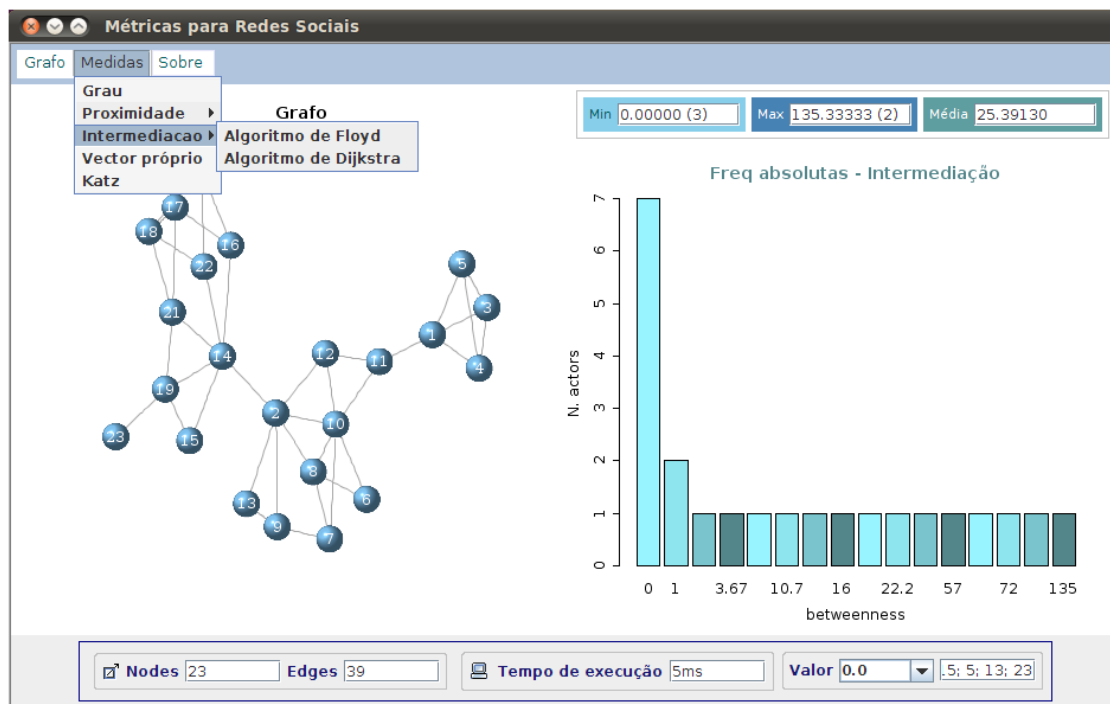 Métricas para Redes Sociais
Grafo Medidas Sobre
Grau
Proximidade
Intermediacao
Vector próprio
Katz
Algoritmo de Floyd
Algoritmo de Dijkstra
Grafo
Min 0.00000 (3) Max 135.33333 (2) Média 25.39130
17
18
16
22
21
14
19
23
15
5
3
1
4
12
11
2
10
8
6
13
9
7
Freq absolutas - Intermediação
N. actors
7
6
5
4
3
2
1
0
0 1 3.67 10.7 16 22.2 57 72 135
betweenness
Nodes 23 Edges 39 Tempo de execução 5ms Valor 0.0 .5; 5; 13; 23